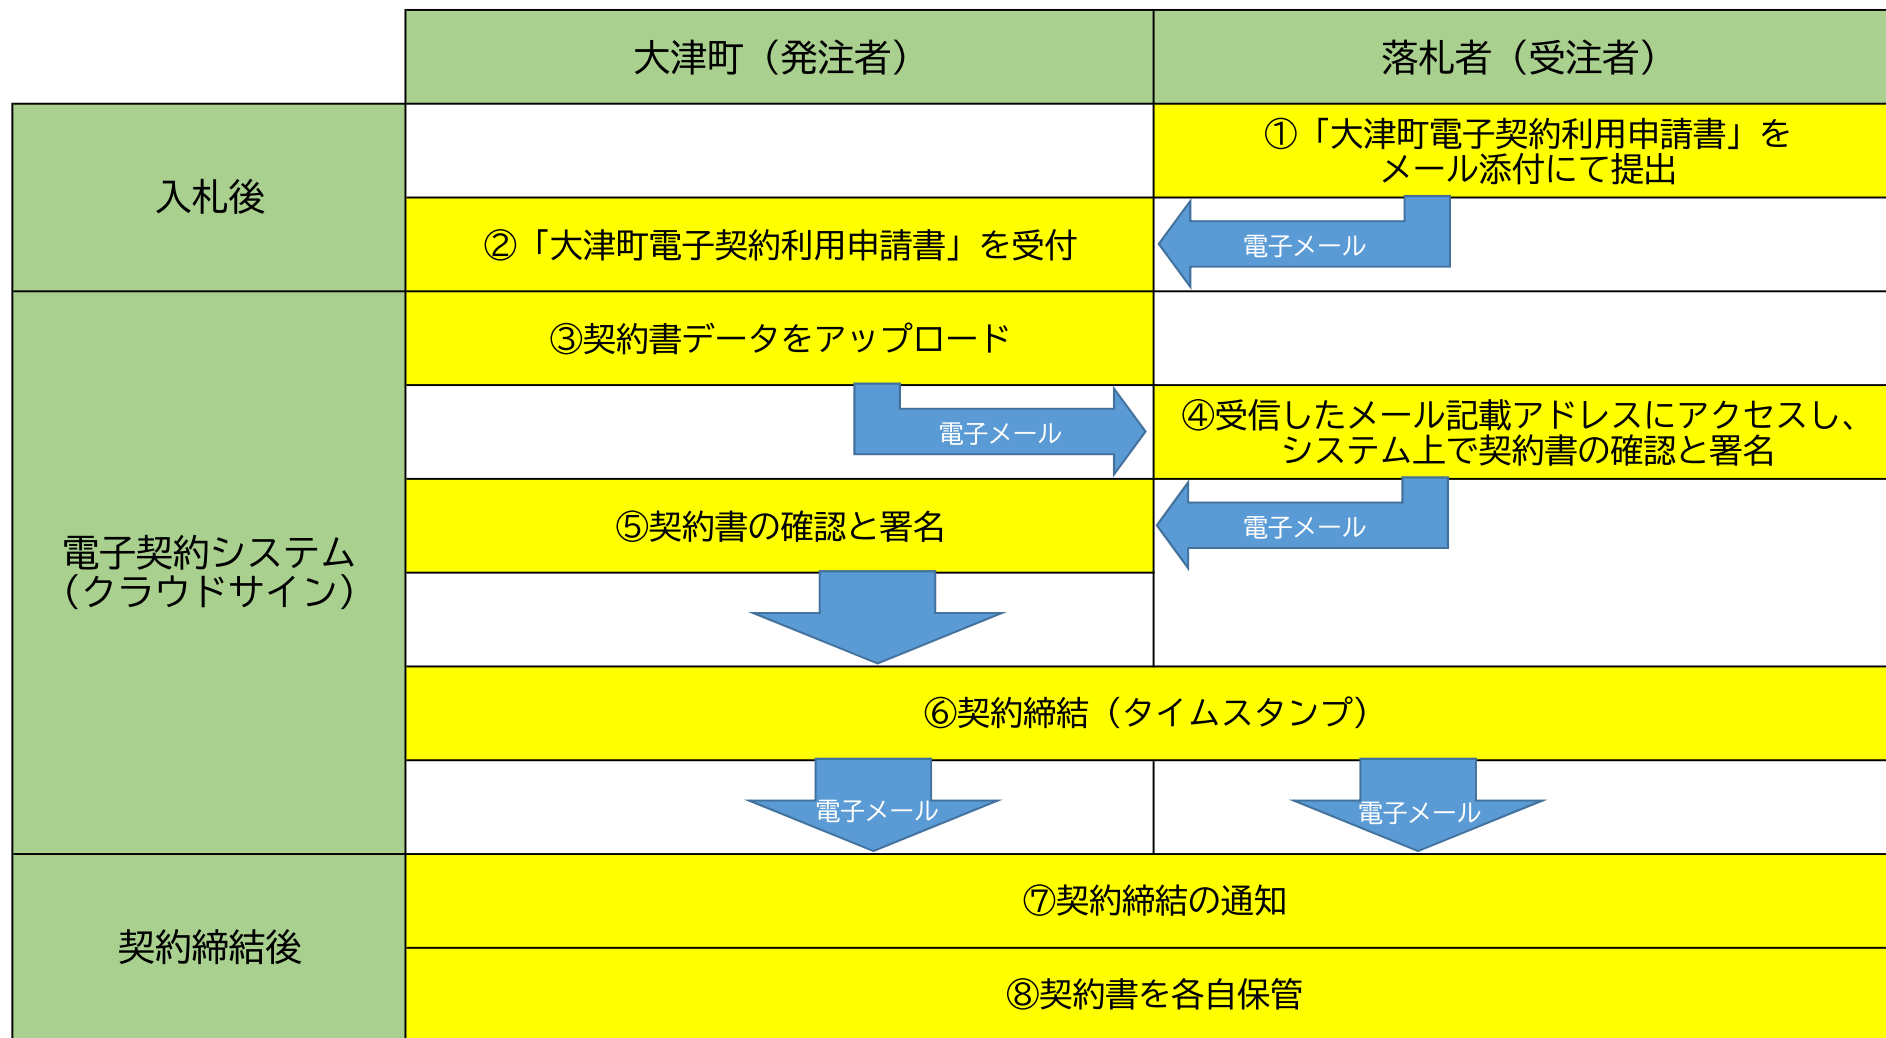 大津町（発注者）
落札者（受注者）
入札後
①「大津町電子契約利用申請書」を
メール添付にて提出
②「大津町電子契約利用申請書」を受付
電子メール
電子契約システム
（クラウドサイン）
③契約書データをアップロード
電子メール
④受信したメール記載アドレスにアクセスし、
システム上で契約書の確認と署名
⑤契約書の確認と署名
電子メール
⑥契約締結（タイムスタンプ）
電子メール
電子メール
契約締結後
⑦契約締結の通知
⑧契約書を各自保管